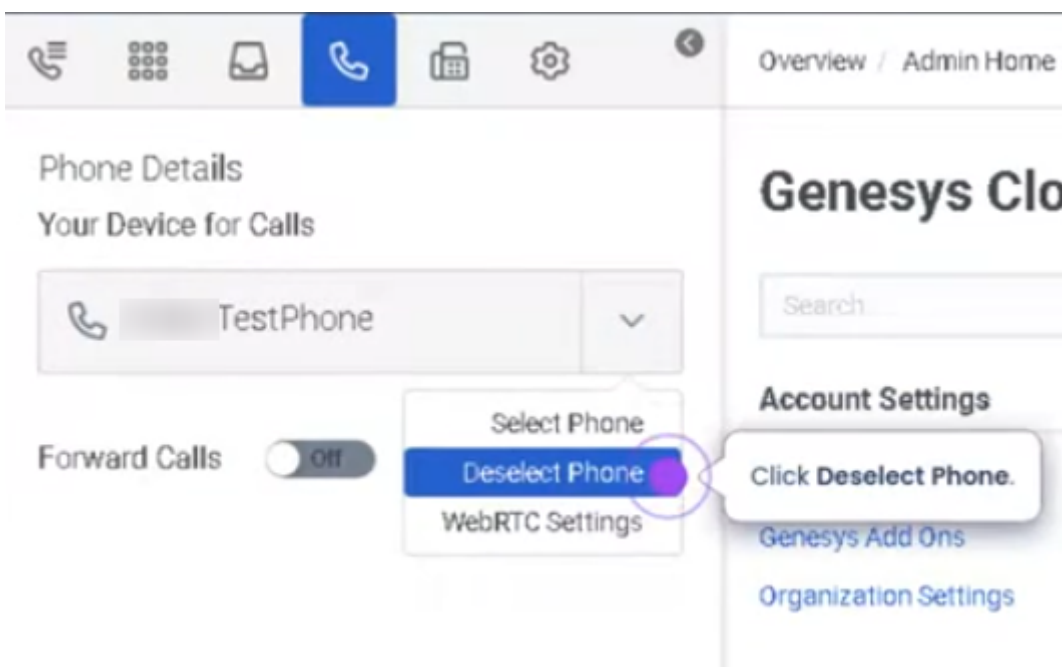 Overview / Admin Home
Phone Details
Your Device for Calls
TestPhone
Select Phone
Deselect Phone
WebRTC Settings
Forward Calls
Off
Genesys Clo
Search
Account Settings
Click Deselect Phone.
Genesys Add Ons
Organization Settings